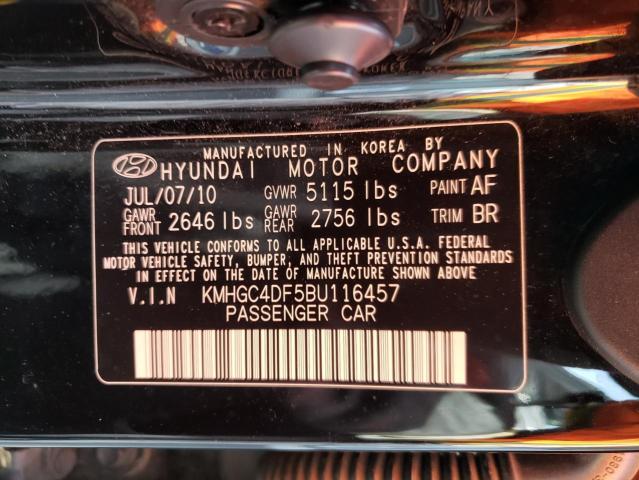 MANUFACTURED IN KOREA BY
HYUNDAI MOTOR COMPANY
JUL/07/10 GVWR 5115 lbs PAINT AF
GAWR FRONT 2646 lbs GAWR REAR 2756 lbs TRIM BR
THIS VEHICLE CONFORMS TO ALL APPLICABLE U.S.A. FEDERAL
MOTOR VEHICLE SAFETY, BUMPER, AND THEFT PREVENTION STANDARDS
IN EFFECT ON THE DATE OF MANUFACTURE SHOWN ABOVE
V.I.N KMHGC4DF5BU116457
PASSENGER CAR